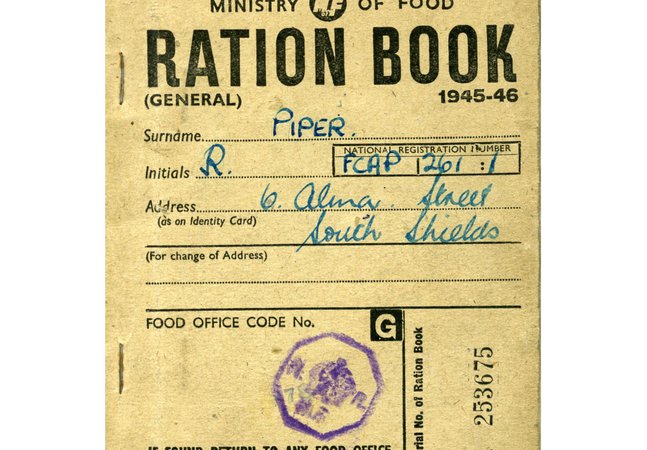 MINISTRY MF OF FOOD
RATION BOOK
(GENERAL) 1945-46
Surname PIPER.
NATIONAL REGISTRATION NUMBER
Initials R. FCAP 261 : 1
Address 6. Alma Street
(as on Identity Card) South Shields
(For change of Address)
FOOD OFFICE CODE No. G
Serial No. of Ration Book
253675
IF FOUND RETURN TO ANY FOOD OFFICE